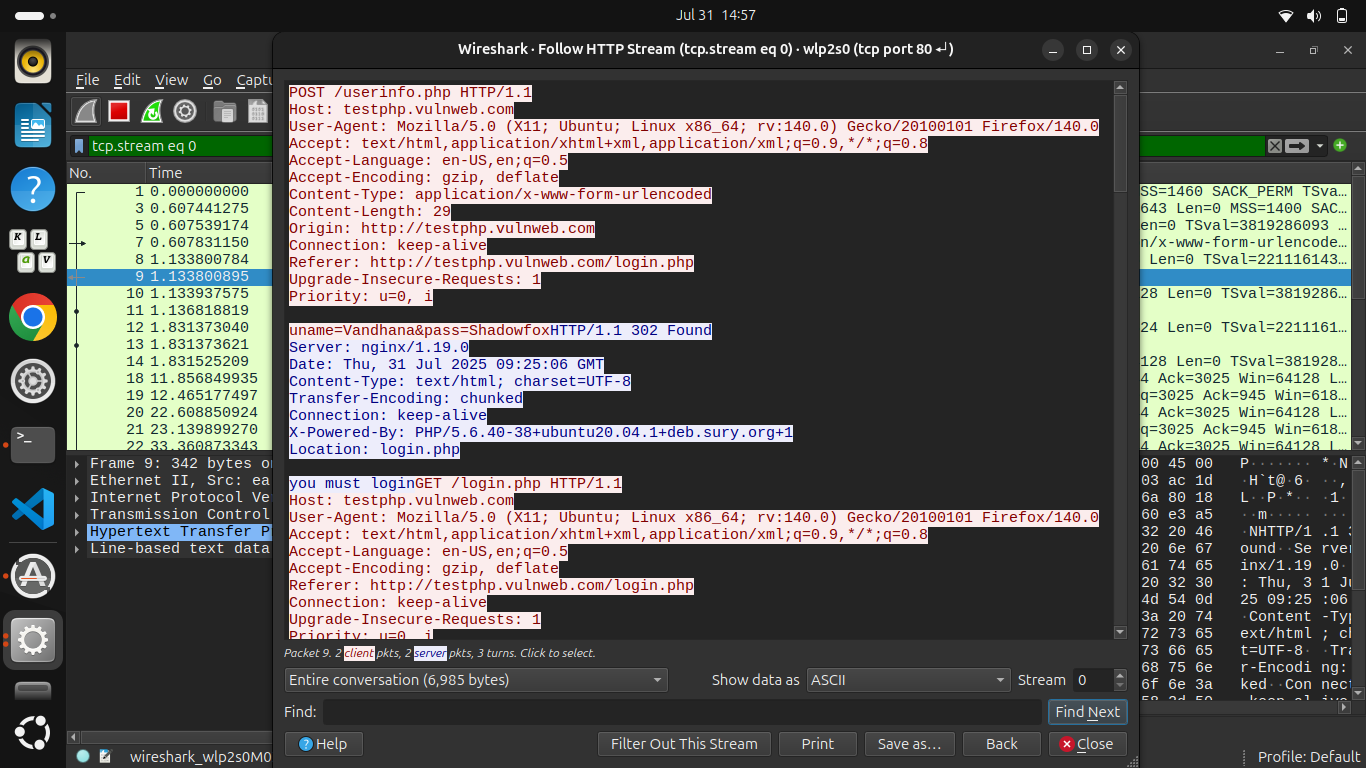 Jul 31 14:57
Wireshark · Follow HTTP Stream (tcp.stream eq 0) · wlp2s0 (tcp port 80 ↵)
File Edit View Go Captu
tcp.stream eq 0
No. Time
1 0.000000000
3 0.607441275
5 0.607539174
7 0.607831150
8 1.133800784
9 1.133800895
10 1.133937575
11 1.136818819
12 1.831373040
13 1.831373621
14 1.831525209
18 11.856849935
19 12.465177497
20 22.608850924
21 23.139899270
22 33.360873343
Frame 9: 342 bytes on
Ethernet II, Src: ea
Internet Protocol Ve
Transmission Control
Hypertext Transfer P
Line-based text data
POST /userinfo.php HTTP/1.1
Host: testphp.vulnweb.com
User-Agent: Mozilla/5.0 (X11; Ubuntu; Linux x86_64; rv:140.0) Gecko/20100101 Firefox/140.0
Accept: text/html,application/xhtml+xml,application/xml;q=0.9,*/*;q=0.8
Accept-Language: en-US,en;q=0.5
Accept-Encoding: gzip, deflate
Content-Type: application/x-www-form-urlencoded
Content-Length: 29
Origin: http://testphp.vulnweb.com
Connection: keep-alive
Referer: http://testphp.vulnweb.com/login.php
Upgrade-Insecure-Requests: 1
Priority: u=0, i
uname=Vandhana&pass=ShadowfoxHTTP/1.1 302 Found
Server: nginx/1.19.0
Date: Thu, 31 Jul 2025 09:25:06 GMT
Content-Type: text/html; charset=UTF-8
Transfer-Encoding: chunked
Connection: keep-alive
X-Powered-By: PHP/5.6.40-38+ubuntu20.04.1+deb.sury.org+1
Location: login.php
you must loginGET /login.php HTTP/1.1
Host: testphp.vulnweb.com
User-Agent: Mozilla/5.0 (X11; Ubuntu; Linux x86_64; rv:140.0) Gecko/20100101 Firefox/140.0
Accept: text/html,application/xhtml+xml,application/xml;q=0.9,*/*;q=0.8
Accept-Language: en-US,en;q=0.5
Accept-Encoding: gzip, deflate
Referer: http://testphp.vulnweb.com/login.php
Connection: keep-alive
Upgrade-Insecure-Requests: 1
Priority: u=0, i
Packet 9. 2 client pkts, 2 server pkts, 3 turns. Click to select.
Entire conversation (6,985 bytes) Show data as ASCII Stream 0
Find: Find Next
Help Filter Out This Stream Print Save as… Back Close
SS=1460 SACK_PERM TSva…
643 Len=0 MSS=1400 SAC…
en=0 TSval=3819286093 …
n/x-www-form-urlencode…
Len=0 TSval=221116143…
28 Len=0 TSval=3819286…
24 Len=0 TSval=2211161…
128 Len=0 TSval=381928…
4 Ack=3025 Win=64128 L…
q=3025 Ack=945 Win=618…
4 Ack=3025 Win=64128 L…
q=3025 Ack=945 Win=618…
4 Ack=3025 Win=64128 L…
00 45 00 P·······*·N
03 ac 1d H`t@·6 ··,
6a 80 18 L··P·*· ·1·
60 e3 a5 ··m·····
32 20 46 ·NHTTP/1 .1 3
20 6e 67 ound··Se rver
61 74 65 inx/1.19 .0··
20 32 30 : Thu, 3 1 Ju
4d 54 0d 25 09:25 :06
3a 20 74 Content -Typ
72 73 65 ext/html ; ch
73 66 65 t=UTF-8 ··Tra
68 75 6e r-Encod ing:
6f 6e 3a ked··Con nect
wireshark_wlp2s0M0
Profile: Default